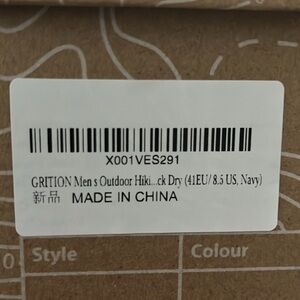 X001VES291
GRITION Men s Outdoor Hiki...ck Dry (41EU/ 8.5 US, Navy)
新品 MADE IN CHINA
Style Colour